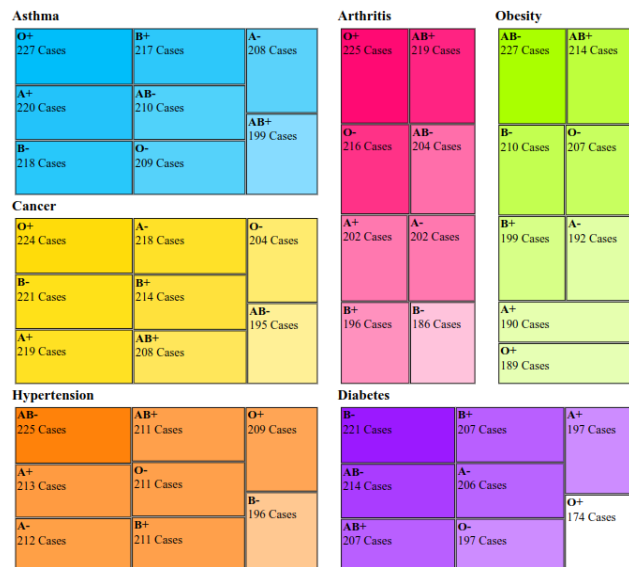 Asthma
O+
227 Cases
B+
217 Cases
A-
208 Cases
A+
220 Cases
AB-
210 Cases
AB+
199 Cases
B-
218 Cases
O-
209 Cases
Cancer
O+
224 Cases
A-
218 Cases
O-
204 Cases
B-
221 Cases
B+
214 Cases
AB-
195 Cases
A+
219 Cases
AB+
208 Cases
Hypertension
AB-
225 Cases
AB+
211 Cases
O+
209 Cases
A+
213 Cases
O-
211 Cases
B-
196 Cases
A-
212 Cases
B+
211 Cases
Arthritis
O+
225 Cases
AB+
219 Cases
O-
216 Cases
AB-
204 Cases
A+
202 Cases
A-
202 Cases
B+
196 Cases
B-
186 Cases
Obesity
AB-
227 Cases
AB+
214 Cases
B-
210 Cases
O-
207 Cases
B+
199 Cases
A-
192 Cases
A+
190 Cases
O+
189 Cases
Diabetes
B-
221 Cases
B+
207 Cases
A+
197 Cases
AB-
214 Cases
A-
206 Cases
O+
174 Cases
AB+
207 Cases
O-
197 Cases